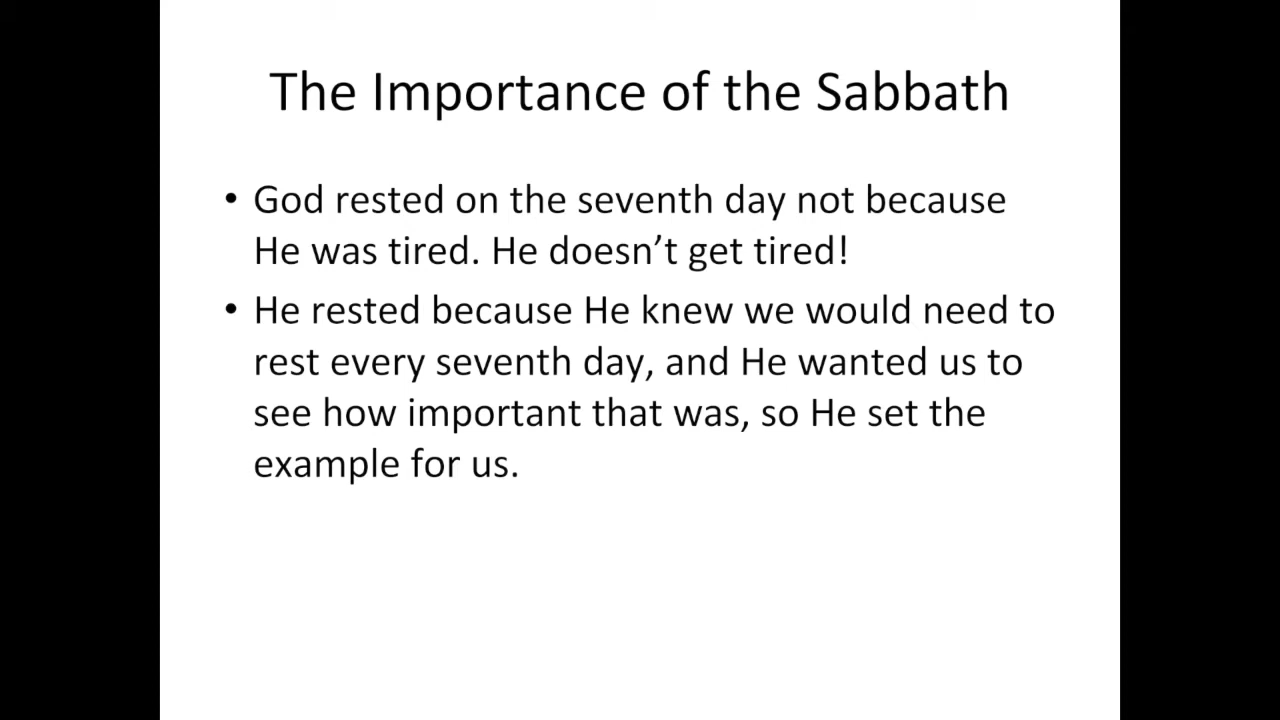 The Importance of the Sabbath
• God rested on the seventh day not because
He was tired. He doesn’t get tired!
• He rested because He knew we would need to
rest every seventh day, and He wanted us to
see how important that was, so He set the
example for us.